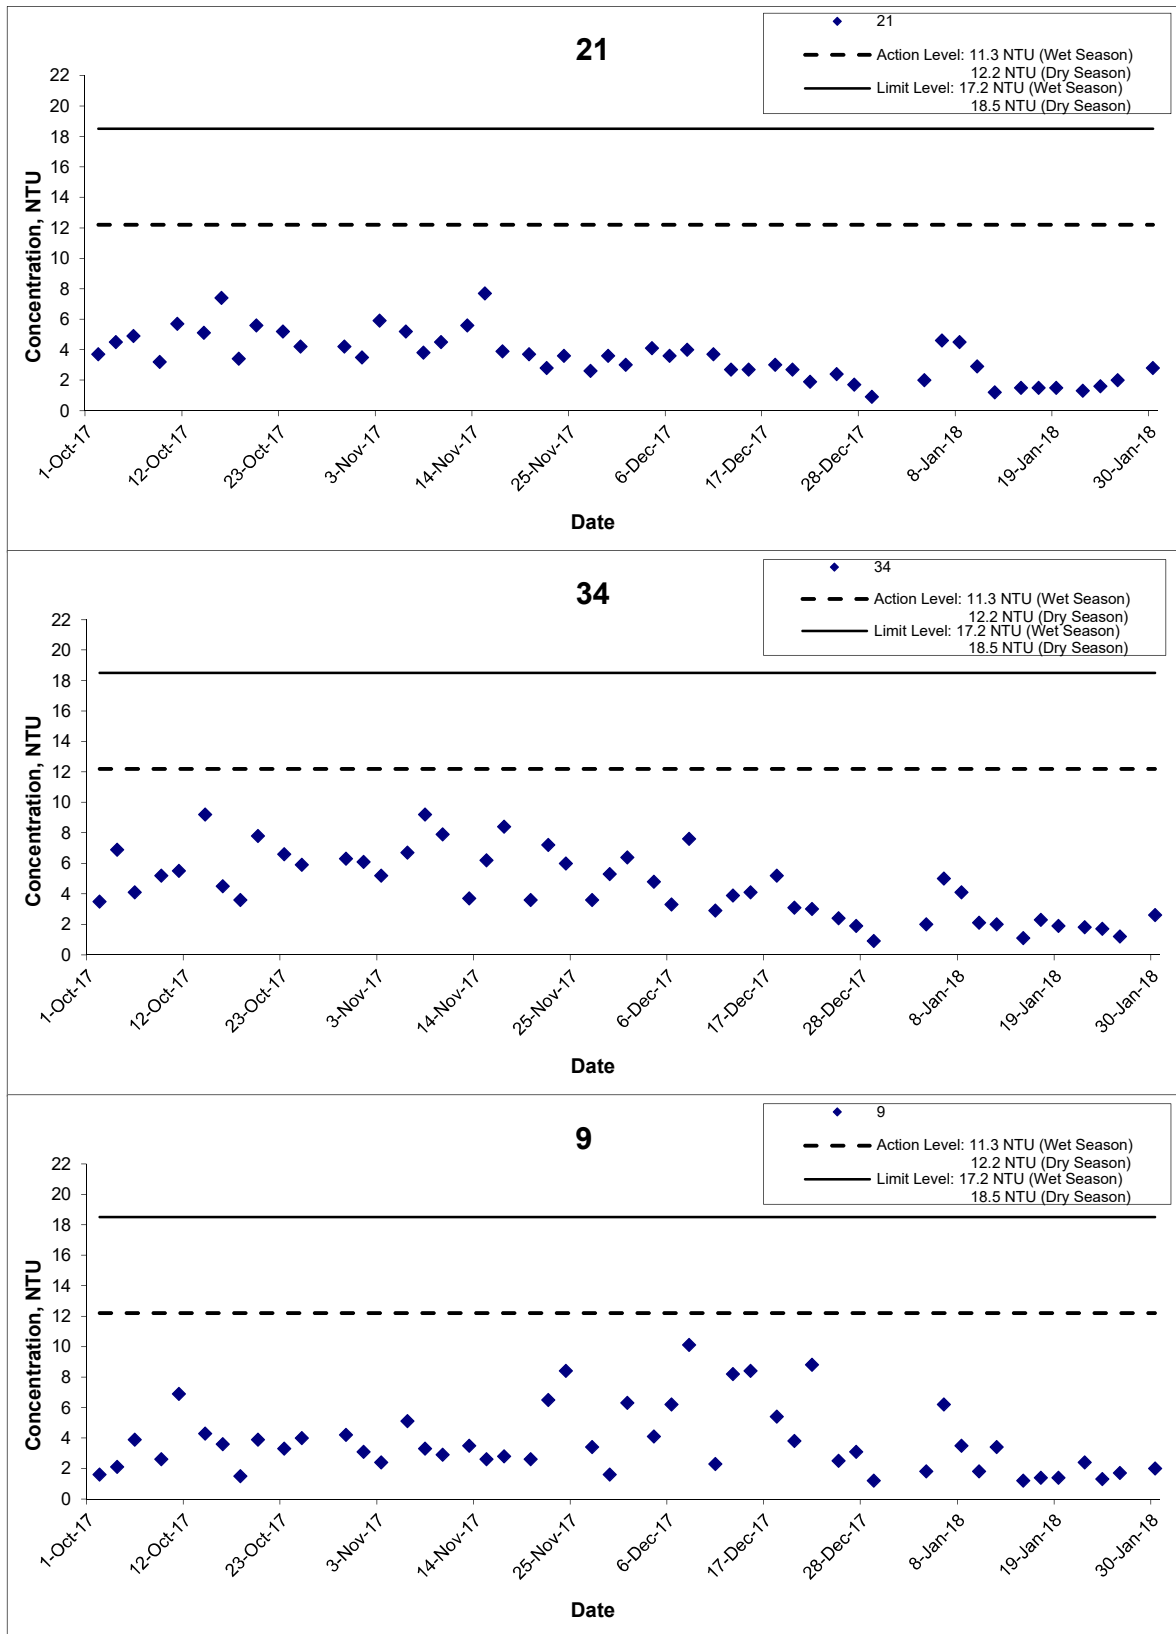 21
21
Action Level: 11.3 NTU (Wet Season)
12.2 NTU (Dry Season)
Limit Level: 17.2 NTU (Wet Season)
18.5 NTU (Dry Season)
Concentration, NTU
22
20
18
16
14
12
10
8
6
4
2
0
1-Oct-17
12-Oct-17
23-Oct-17
3-Nov-17
14-Nov-17
25-Nov-17
6-Dec-17
17-Dec-17
28-Dec-17
8-Jan-18
19-Jan-18
30-Jan-18
Date
34
34
Action Level: 11.3 NTU (Wet Season)
12.2 NTU (Dry Season)
Limit Level: 17.2 NTU (Wet Season)
18.5 NTU (Dry Season)
Concentration, NTU
22
20
18
16
14
12
10
8
6
4
2
0
1-Oct-17
12-Oct-17
23-Oct-17
3-Nov-17
14-Nov-17
25-Nov-17
6-Dec-17
17-Dec-17
28-Dec-17
8-Jan-18
19-Jan-18
30-Jan-18
Date
9
9
Action Level: 11.3 NTU (Wet Season)
12.2 NTU (Dry Season)
Limit Level: 17.2 NTU (Wet Season)
18.5 NTU (Dry Season)
Concentration, NTU
22
20
18
16
14
12
10
8
6
4
2
0
1-Oct-17
12-Oct-17
23-Oct-17
3-Nov-17
14-Nov-17
25-Nov-17
6-Dec-17
17-Dec-17
28-Dec-17
8-Jan-18
19-Jan-18
30-Jan-18
Date